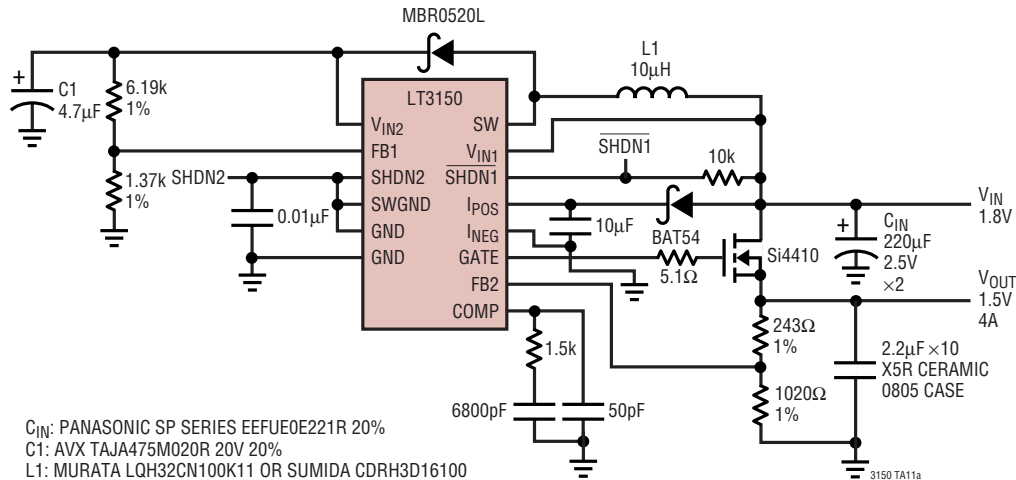 MBR0520L
L1
10µH
+
C1
4.7µF
6.19k
1%
LT3150
VIN2
SW
FB1
VIN1
SHDN1
10k
1.37k
1%
SHDN2
SHDN2
SHDN1
VIN
1.8V
SWGND
IPOS
0.01µF
10µF
BAT54
+
CIN
220µF
2.5V
×2
GND
INEG
Si4410
GND
GATE
5.1Ω
FB2
VOUT
1.5V
4A
COMP
243Ω
1%
1.5k
2.2µF ×10
X5R CERAMIC
0805 CASE
1020Ω
1%
6800pF
50pF
CIN: PANASONIC SP SERIES EEFUE0E221R 20%
C1: AVX TAJA475M020R 20V 20%
L1: MURATA LQH32CN100K11 OR SUMIDA CDRH3D16100
3150 TA11a